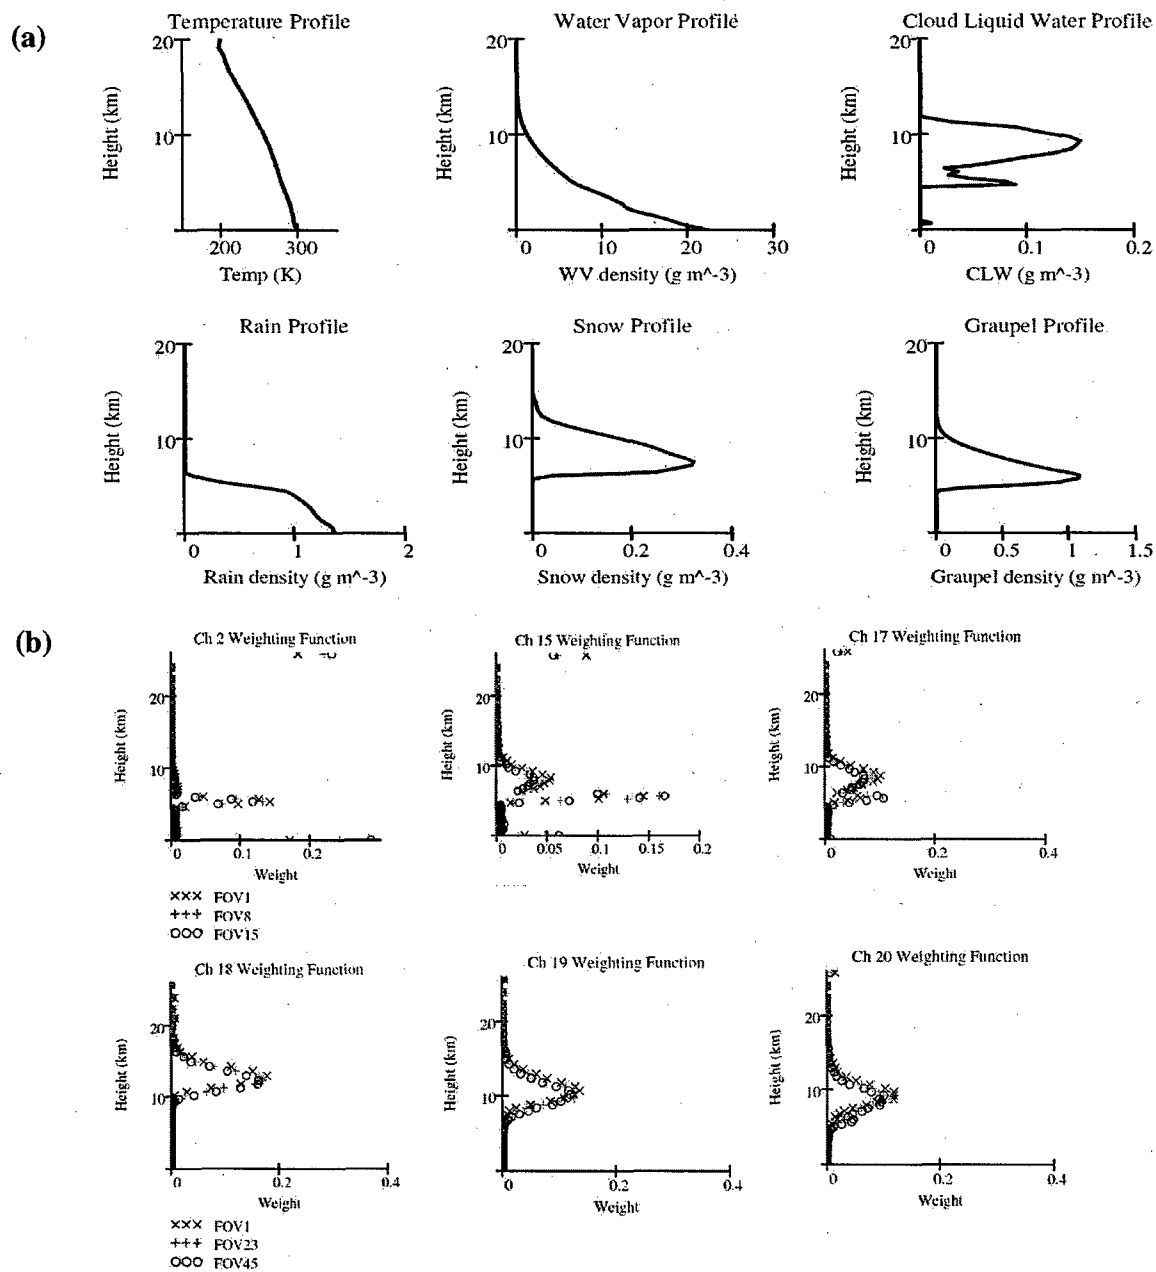 (a)
Temperature Profile
20
10
Height (km)
200 300
Temp (K)
Water Vapor Profile
20
10
Height (km)
0 10 20 30
WV density (g m^-3)
Cloud Liquid Water Profile
20
10
Height (km)
0 0.1 0.2
CLW (g m^-3)
Rain Profile
20
10
Height (km)
0 1 2
Rain density (g m^-3)
Snow Profile
20
10
Height (km)
0 0.2 0.4
Snow density (g m^-3)
Graupel Profile
20
10
Height (km)
0 0.5 1 1.5
Graupel density (g m^-3)
(b)
Ch 2 Weighting Function
20
10
Height (km)
0 0.1 0.2
Weight
××× FOV1
+++ FOV8
OOO FOV15
Ch 15 Weighting Function
20
10
Height (km)
0 0.05 0.1 0.15 0.2
Weight
Ch 17 Weighting Function
20
10
Height (km)
0 0.2 0.4
Weight
Ch 18 Weighting Function
20
10
Height (km)
0 0.2 0.4
Weight
××× FOV1
+++ FOV23
OOO FOV45
Ch 19 Weighting Function
20
10
Height (km)
0 0.2 0.4
Weight
Ch 20 Weighting Function
20
10
Height (km)
0 0.2 0.4
Weight